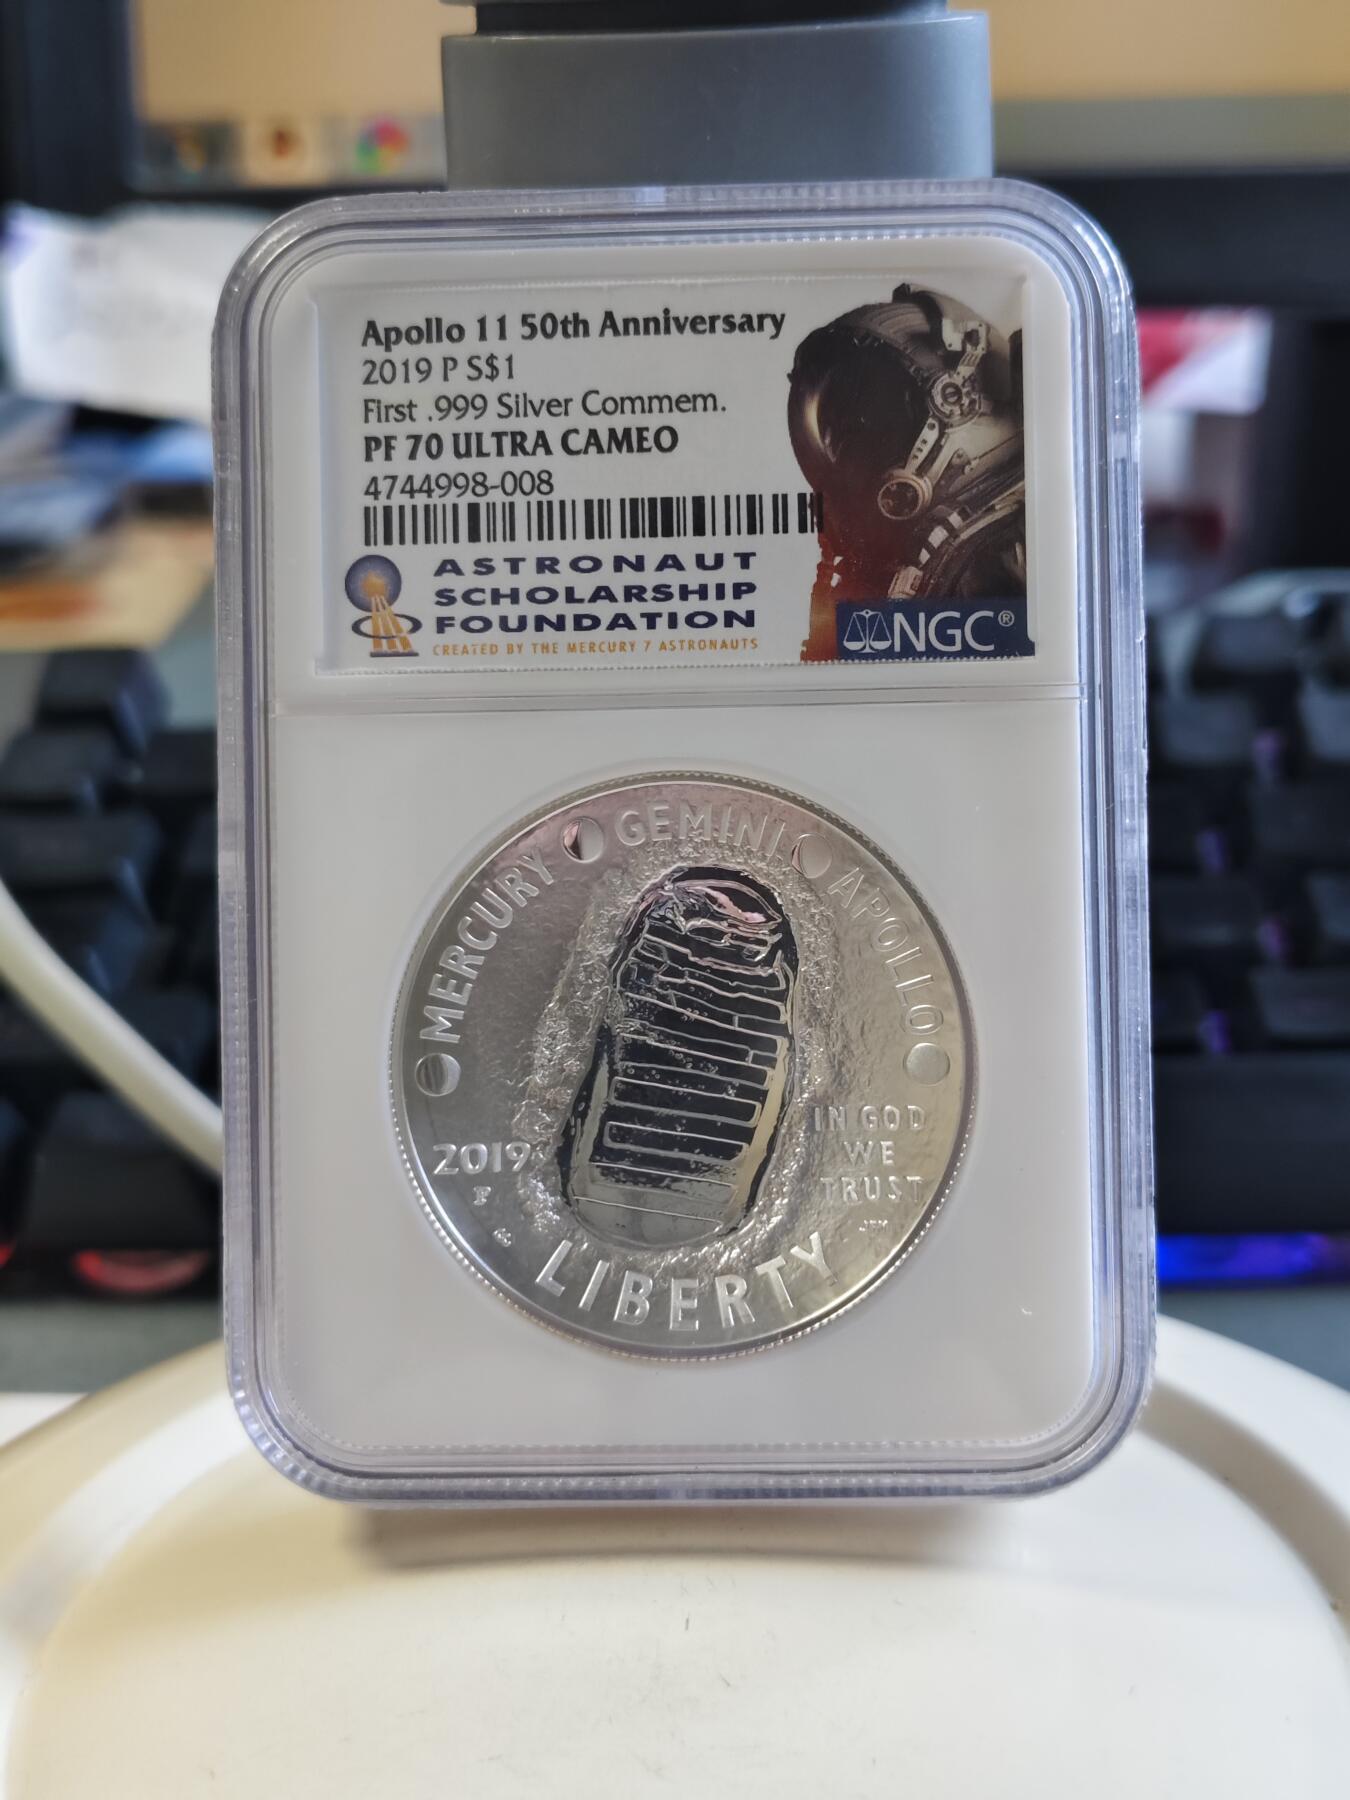 Apollo 11 50th Anniversary
2019 P S$1
First .999 Silver Commem.
PF 70 ULTRA CAMEO
4744998-008
ASTRONAUT
SCHOLARSHIP
FOUNDATION
CREATED BY THE MERCURY 7 ASTRONAUTS
NGC®
MERCURY GEMINI APOLLO
IN GOD
WE
TRUST
2019
P
LIBERTY